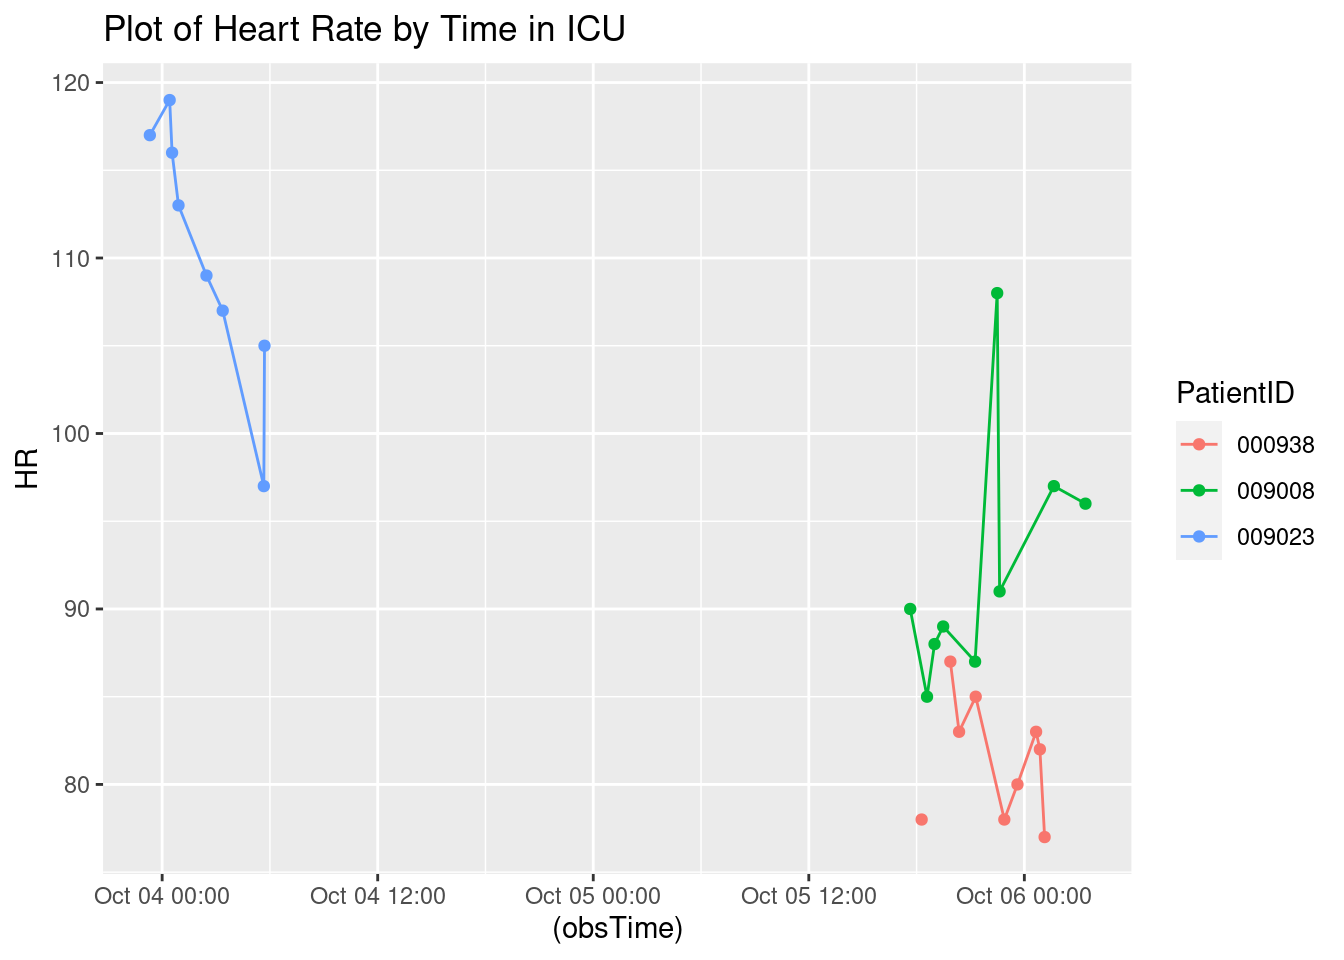 Plot of Heart Rate by Time in ICU
120
110
100
90
80
HR
Oct 04 00:00 Oct 04 12:00 Oct 05 00:00 Oct 05 12:00 Oct 06 00:00
(obsTime)
PatientID
000938
009008
009023